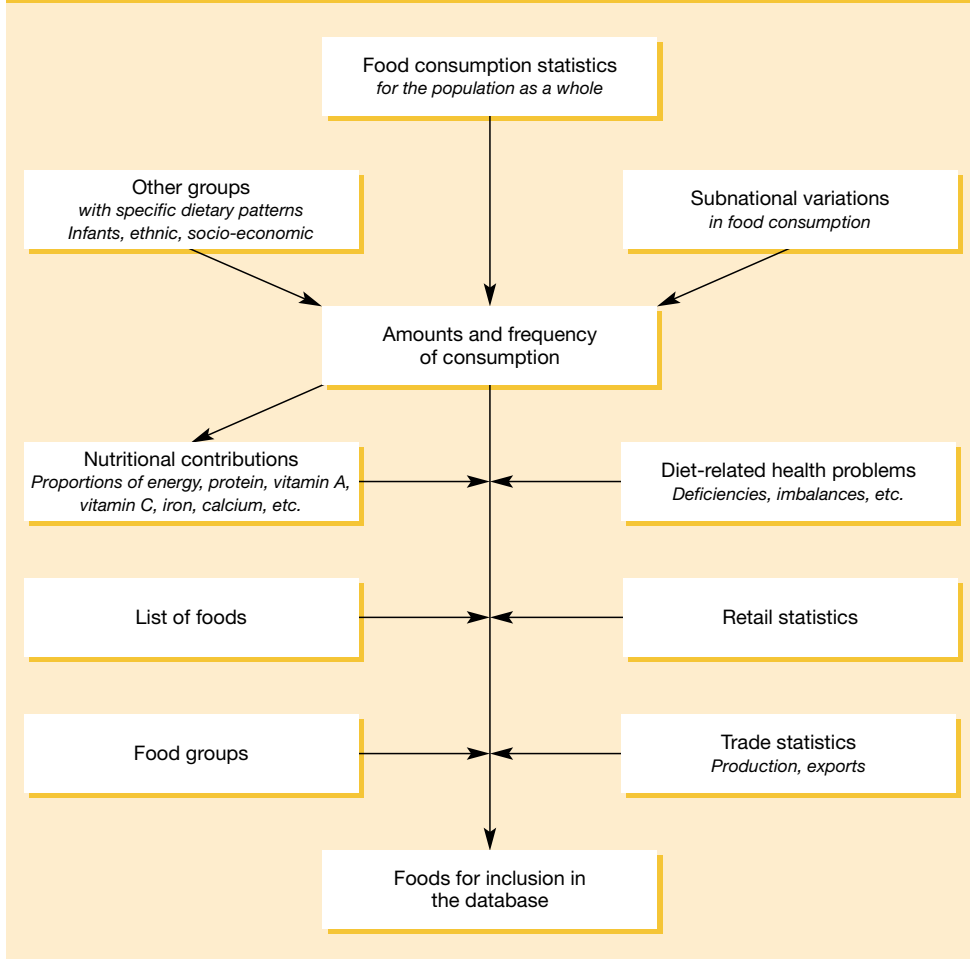 Food consumption statistics
for the population as a whole
Other groups
with specific dietary patterns
Infants, ethnic, socio-economic
Subnational variations
in food consumption
Amounts and frequency
of consumption
Nutritional contributions
Proportions of energy, protein, vitamin A,
vitamin C, iron, calcium, etc.
Diet-related health problems
Deficiencies, imbalances, etc.
List of foods
Retail statistics
Food groups
Trade statistics
Production, exports
Foods for inclusion in
the database